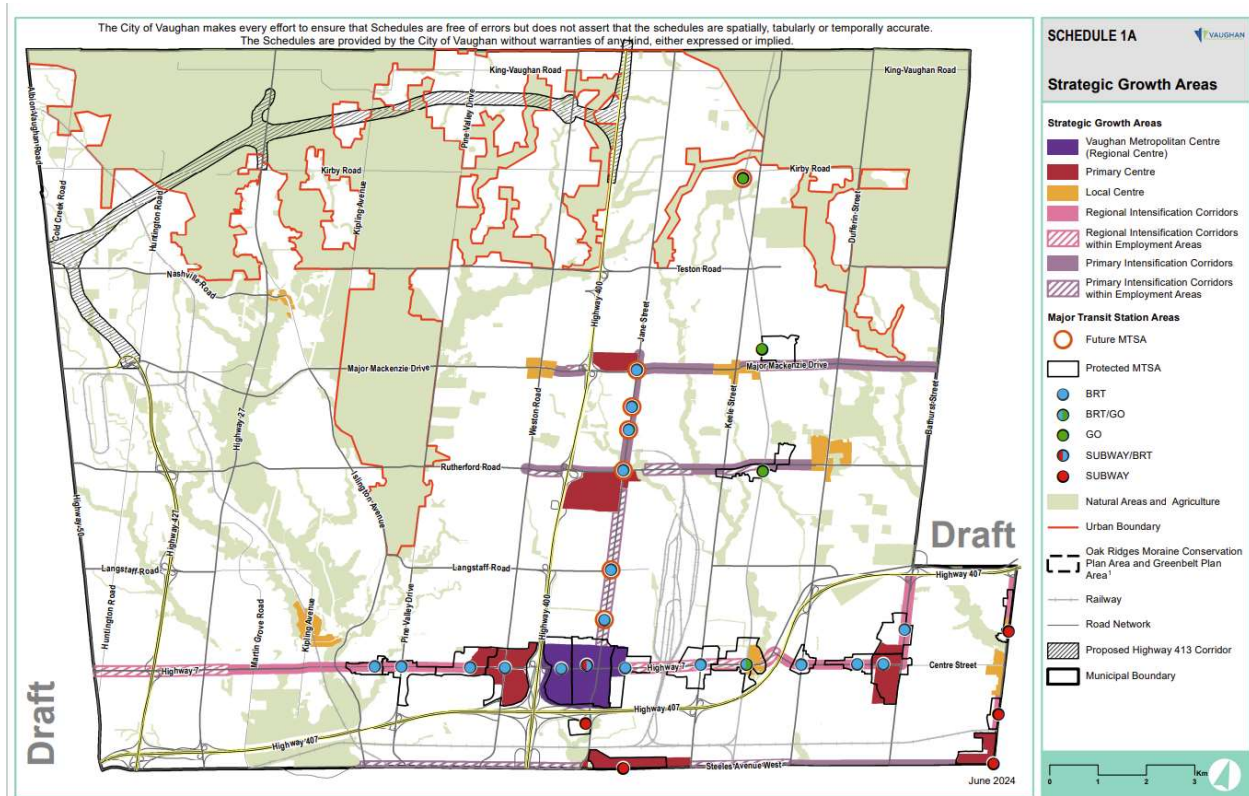 The City of Vaughan makes every effort to ensure that Schedules are free of errors but does not assert that the schedules are spatially, tabularly or temporally accurate.
The Schedules are provided by the City of Vaughan without warranties of any kind, either expressed or implied.
King-Vaughan Road
King-Vaughan Road
Albion-Vaughan Road
Pine Valley Drive
Kirby Road
Kirby Road
Cold Creek Road
Huntington Road
Kipling Avenue
Dufferin Street
Nashville Road
Teston Road
Highway 400
Jane Street
Major Mackenzie Drive
Major Mackenzie Drive
Weston Road
Keele Street
Bathurst Street
Highway 27
Rutherford Road
Islington Avenue
Highway 50
Highway 427
Draft
Langstaff Road
Langstaff Road
Highway 407
Huntington Road
Martin Grove Road
Kipling Avenue
Pine Valley Drive
Highway 400
Highway 7
Highway 7
Centre Street
Highway 407
Highway 407
Steeles Avenue West
Draft
June 2024
SCHEDULE 1A
VAUGHAN
Strategic Growth Areas
Strategic Growth Areas
Vaughan Metropolitan Centre
(Regional Centre)
Primary Centre
Local Centre
Regional Intensification Corridors
Regional Intensification Corridors
within Employment Areas
Primary Intensification Corridors
Primary Intensification Corridors
within Employment Areas
Major Transit Station Areas
Future MTSA
Protected MTSA
BRT
BRT/GO
GO
SUBWAY/BRT
SUBWAY
Natural Areas and Agriculture
Urban Boundary
Oak Ridges Moraine Conservation
Plan Area and Greenbelt Plan
Area¹
Railway
Road Network
Proposed Highway 413 Corridor
Municipal Boundary
0 1 2 3 Km